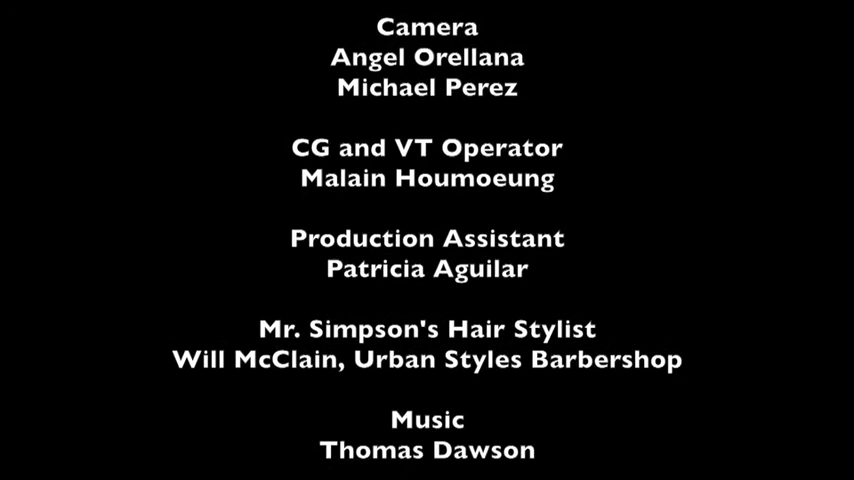 Camera
Angel Orellana
Michael Perez
CG and VT Operator
Malain Houmoeung
Production Assistant
Patricia Aguilar
Mr. Simpson's Hair Stylist
Will McClain, Urban Styles Barbershop
Music
Thomas Dawson